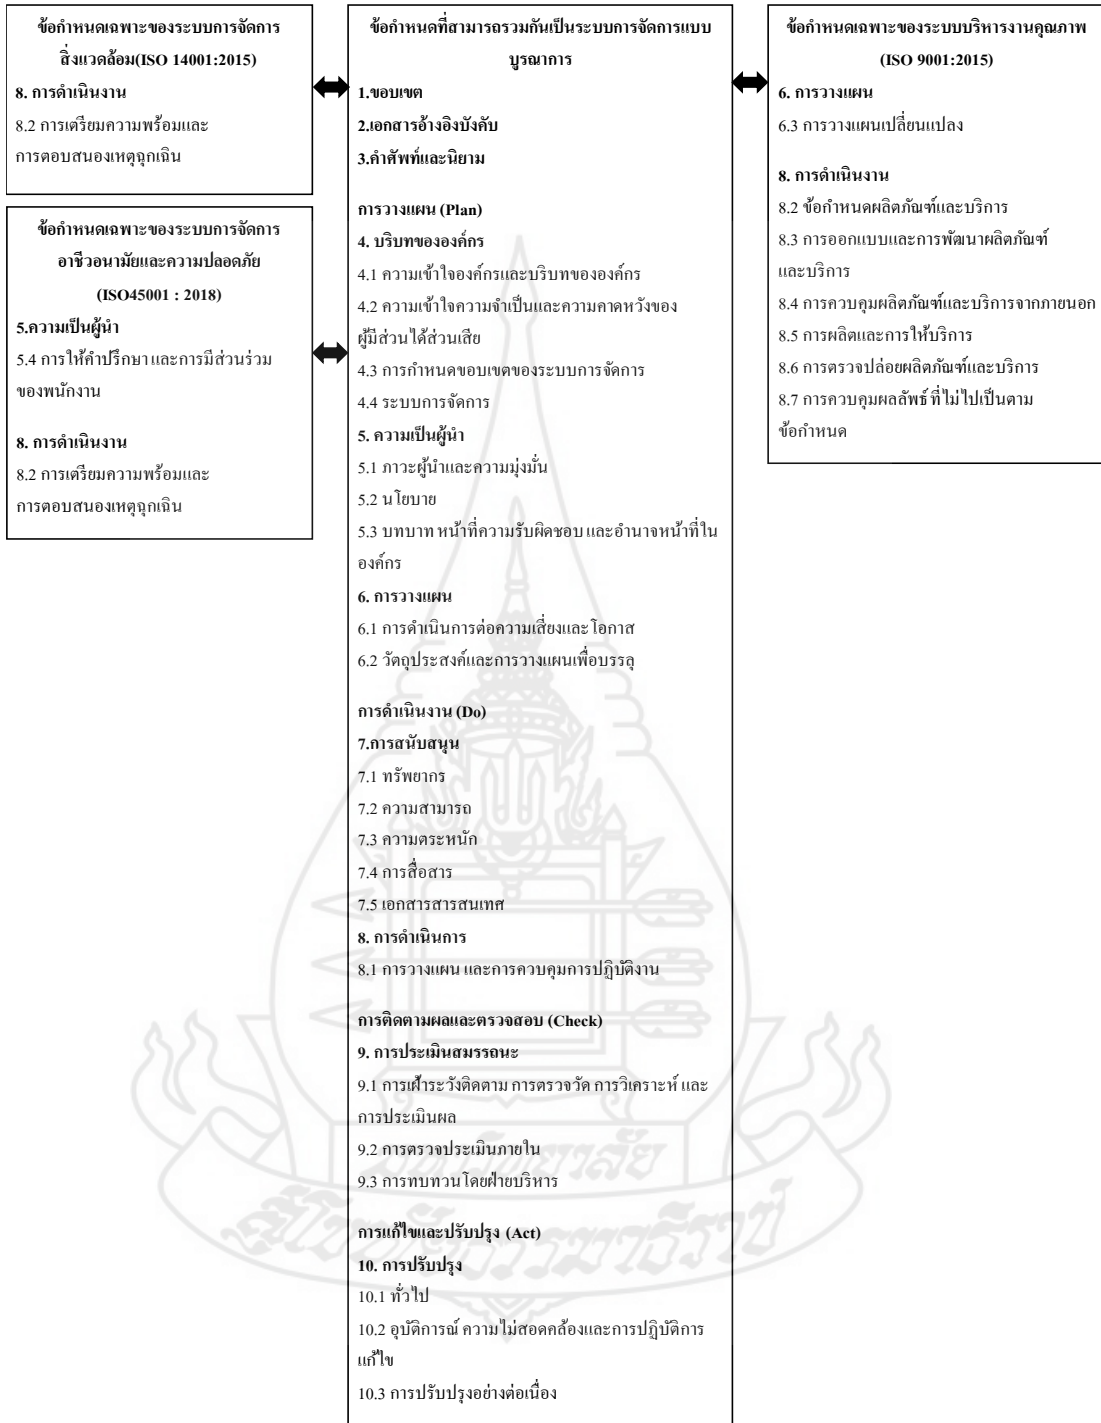 ข้อกำหนดเฉพาะของระบบการจัดการ
สิ่งแวดล้อม(ISO 14001:2015)
8. การดำเนินงาน
8.2 การเตรียมความพร้อมและ
การตอบสนองเหตุฉุกเฉิน
ข้อกำหนดเฉพาะของระบบการจัดการ
อาชีวอนามัยและความปลอดภัย
(ISO45001 : 2018)
5.ความเป็นผู้นำ
5.4 การให้คำปรึกษาและการมีส่วนร่วม
ของพนักงาน
8. การดำเนินงาน
8.2 การเตรียมความพร้อมและ
การตอบสนองเหตุฉุกเฉิน
ข้อกำหนดที่สามารถรวมกันเป็นระบบการจัดการแบบ
บูรณาการ
1.ขอบเขต
2.เอกสารอ้างอิงบังคับ
3.คำศัพท์และนิยาม
การวางแผน (Plan)
4. บริบทขององค์กร
4.1 ความเข้าใจองค์กรและบริบทขององค์กร
4.2 ความเข้าใจความจำเป็นและความคาดหวังของ
ผู้มีส่วนได้ส่วนเสีย
4.3 การกำหนดขอบเขตของระบบการจัดการ
4.4 ระบบการจัดการ
5. ความเป็นผู้นำ
5.1 ภาวะผู้นำและความมุ่งมั่น
5.2 นโยบาย
5.3 บทบาท หน้าที่ความรับผิดชอบ และอำนาจหน้าที่ใน
องค์กร
6. การวางแผน
6.1 การดำเนินการต่อความเสี่ยงและโอกาส
6.2 วัตถุประสงค์และการวางแผนเพื่อบรรลุ
การดำเนินงาน (Do)
7.การสนับสนุน
7.1 ทรัพยากร
7.2 ความสามารถ
7.3 ความตระหนัก
7.4 การสื่อสาร
7.5 เอกสารสารสนเทศ
8. การดำเนินการ
8.1 การวางแผน และการควบคุมการปฏิบัติงาน
การติดตามผลและตรวจสอบ (Check)
9. การประเมินสมรรถนะ
9.1 การเฝ้าระวังติดตาม การตรวจวัด การวิเคราะห์ และ
การประเมินผล
9.2 การตรวจประเมินภายใน
9.3 การทบทวนโดยฝ่ายบริหาร
การแก้ไขและปรับปรุง (Act)
10. การปรับปรุง
10.1 ทั่วไป
10.2 อุบัติการณ์ ความไม่สอดคล้องและการปฏิบัติการ
แก้ไข
10.3 การปรับปรุงอย่างต่อเนื่อง
ข้อกำหนดเฉพาะของระบบบริหารงานคุณภาพ
(ISO 9001:2015)
6. การวางแผน
6.3 การวางแผนเปลี่ยนแปลง
8. การดำเนินงาน
8.2 ข้อกำหนดผลิตภัณฑ์และบริการ
8.3 การออกแบบและการพัฒนาผลิตภัณฑ์
และบริการ
8.4 การควบคุมผลิตภัณฑ์และบริการจากภายนอก
8.5 การผลิตและการให้บริการ
8.6 การตรวจปล่อยผลิตภัณฑ์และบริการ
8.7 การควบคุมผลลัพธ์ที่ไม่ไปเป็นตาม
ข้อกำหนด
มหาวิทยาลัย
สุโขทัยธรรมาธิราช